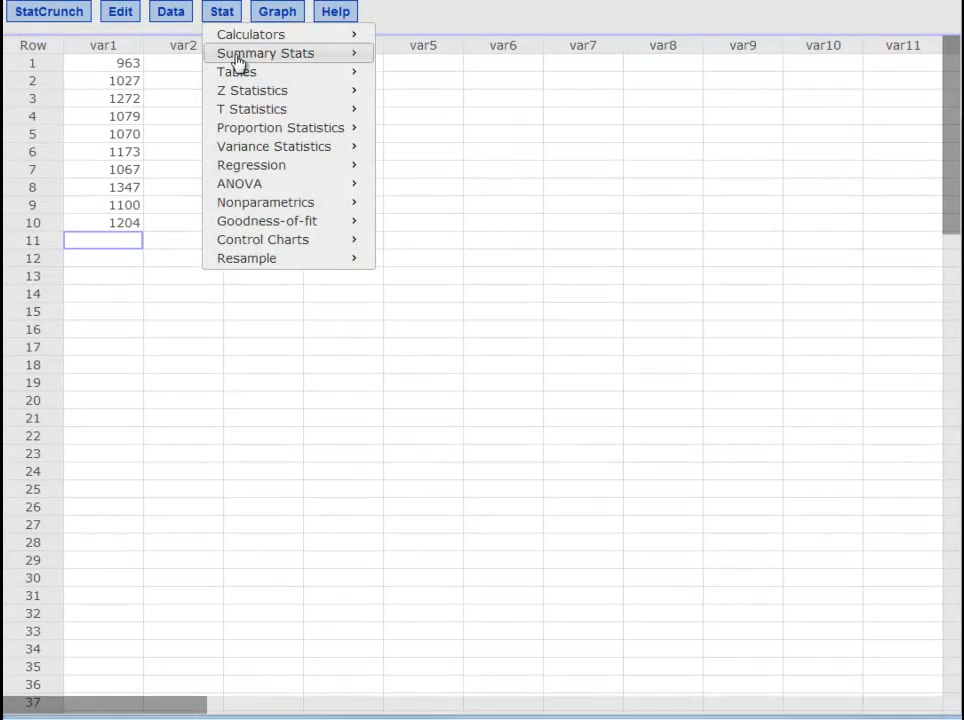 StatCrunch Edit Data Stat Graph Help
Calculators
Summary Stats
Tables
Z Statistics
T Statistics
Proportion Statistics
Variance Statistics
Regression
ANOVA
Nonparametrics
Goodness-of-fit
Control Charts
Resample
Row var1 var2 var5 var6 var7 var8 var9 var10 var11
1 963
2 1027
3 1272
4 1079
5 1070
6 1173
7 1067
8 1347
9 1100
10 1204
11
12
13
14
15
16
17
18
19
20
21
22
23
24
25
26
27
28
29
30
31
32
33
34
35
36
37